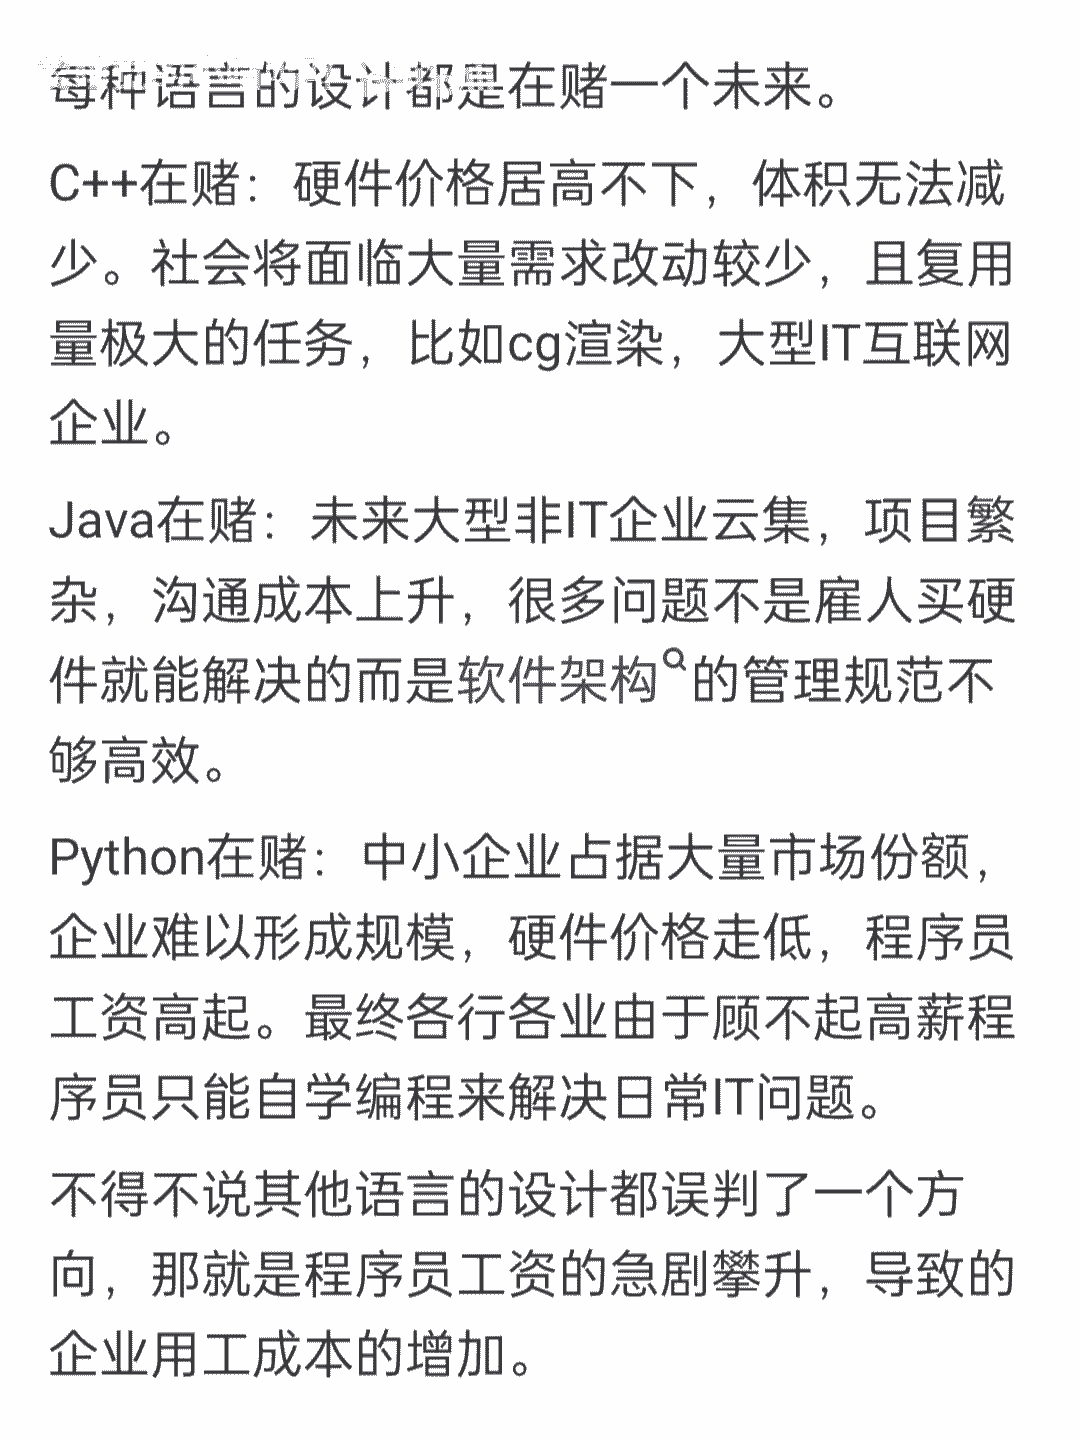 每种语言的设计都是在赌一个未来。
C++在赌：硬件价格居高不下，体积无法减
少。社会将面临大量需求改动较少，且复用
量极大的任务，比如cg渲染，大型IT互联网
企业。
Java在赌：未来大型非IT企业云集，项目繁
杂，沟通成本上升，很多问题不是雇人买硬
件就能解决的而是软件架构的管理规范不
够高效。
Python在赌：中小企业占据大量市场份额，
企业难以形成规模，硬件价格走低，程序员
工资高起。最终各行各业由于顾不起高薪程
序员只能自学编程来解决日常IT问题。
不得不说其他语言的设计都误判了一个方
向，那就是程序员工资的急剧攀升，导致的
企业用工成本的增加。